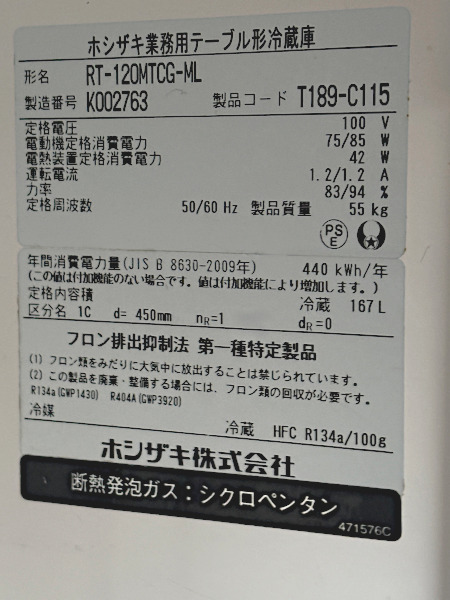 ホシザキ業務用テーブル形冷蔵庫
形名 RT-120MTCG-ML
製造番号 K002763 製品コード T189-C115
定格電圧 100 V
電動機定格消費電力 75/85 W
電熱装置定格消費電力 42 W
運転電流 1.2/1.2 A
力率 83/94 %
定格周波数 50/60 Hz 製品質量 55 kg
PS
E
年間消費電力量(JIS B 8630-2009年) 440 kWh/年
(この値は付加機能のない場合です。値は付加機能により増加します。)
定格内容積 冷蔵 167 L
区分名 1C d= 450mm nR=1 dR=0
フロン排出抑制法 第一種特定製品
(1) フロン類をみだりに大気中に放出することは禁じられています。
(2) この製品を廃棄・整備する場合には、フロン類の回収が必要です。
R134a(GWP1430) R404A(GWP3920)
冷媒
冷蔵 HFC R134a/100g
ホシザキ株式会社
断熱発泡ガス：シクロペンタン
471576C